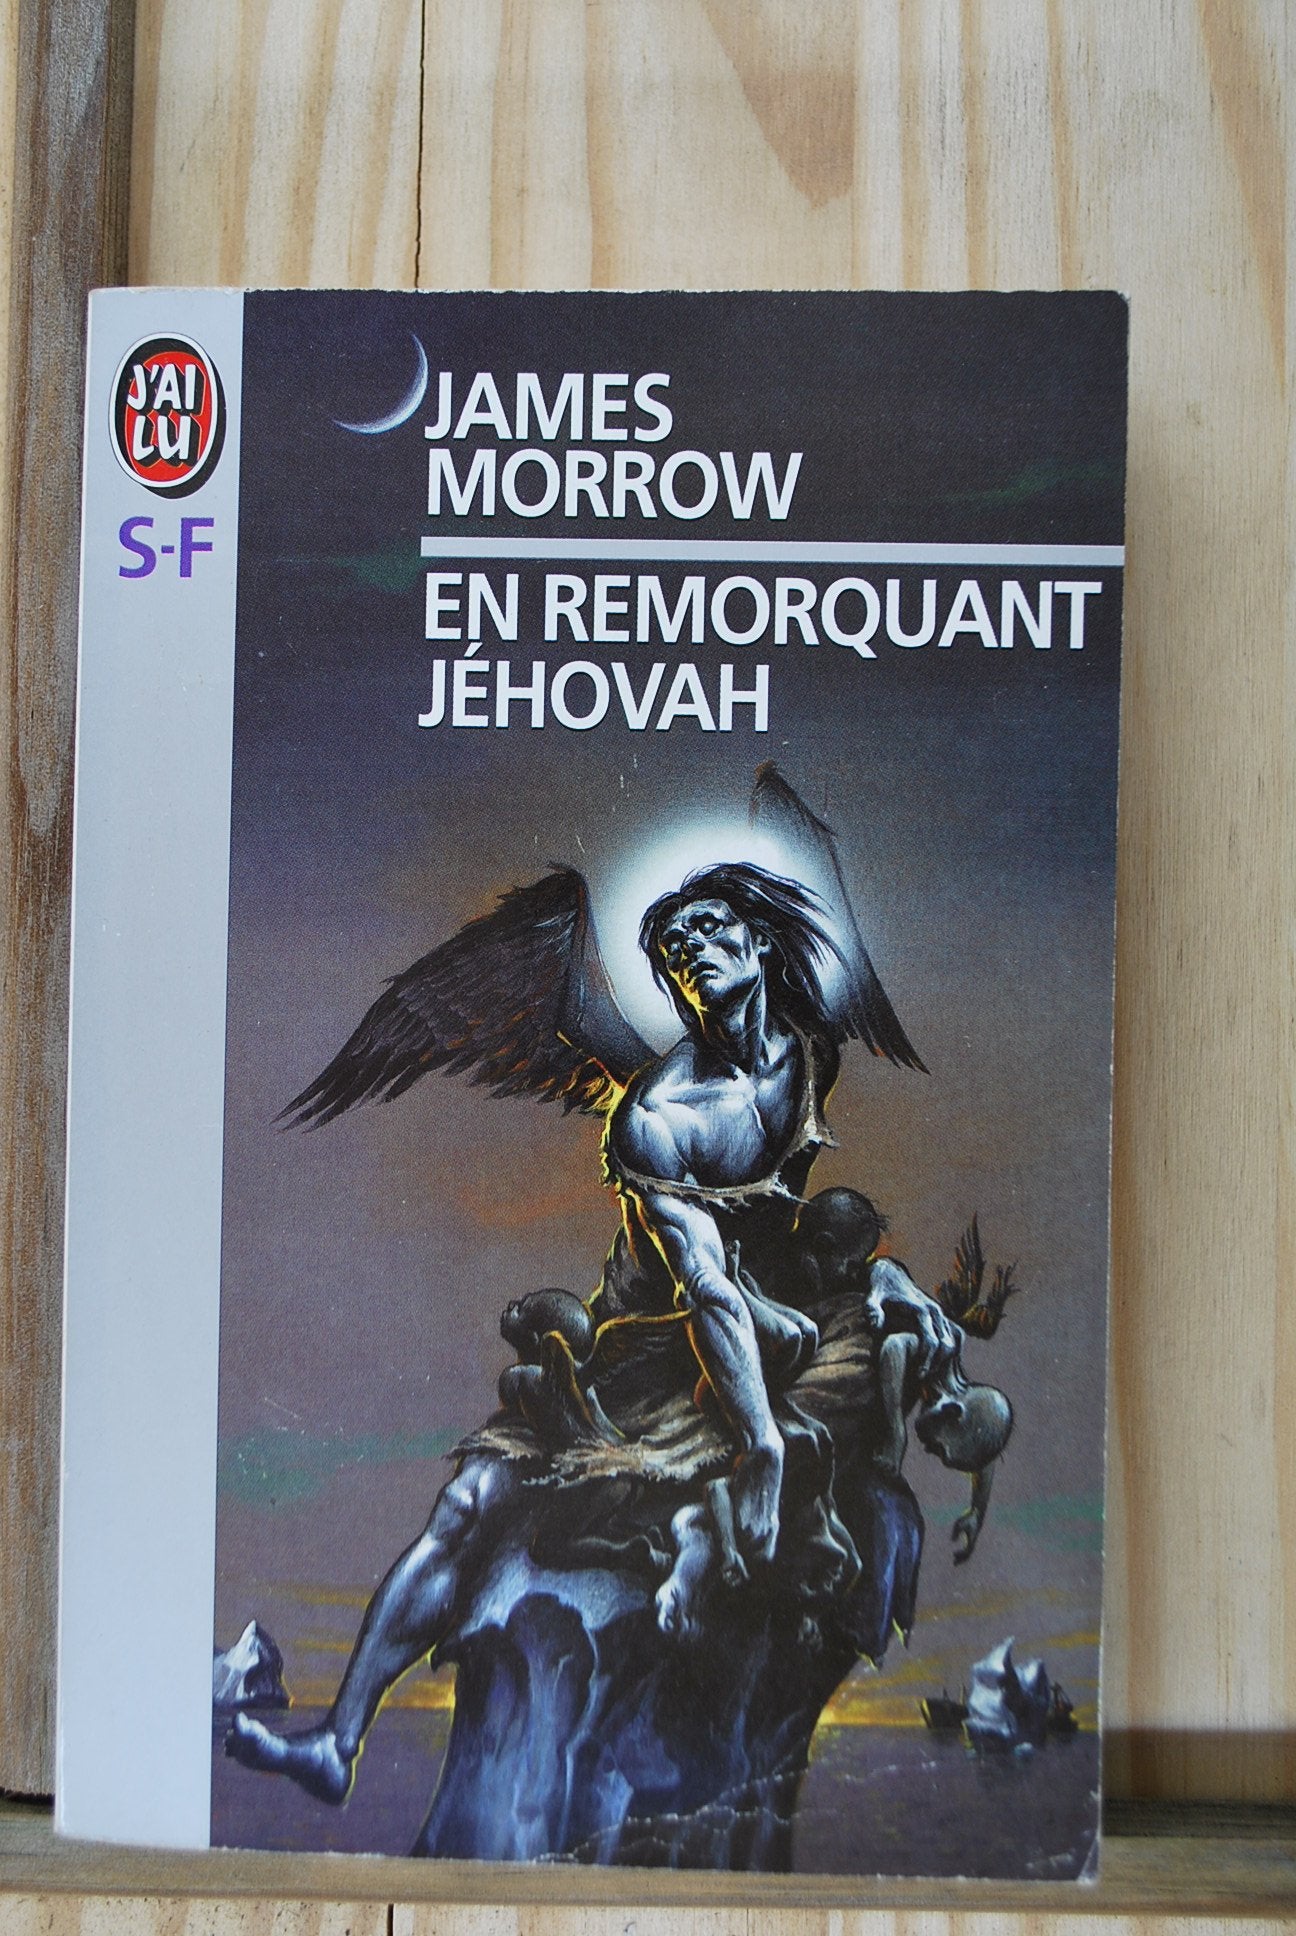 J'AI
LU
S-F
JAMES
MORROW
EN REMORQUANT
JÉHOVAH